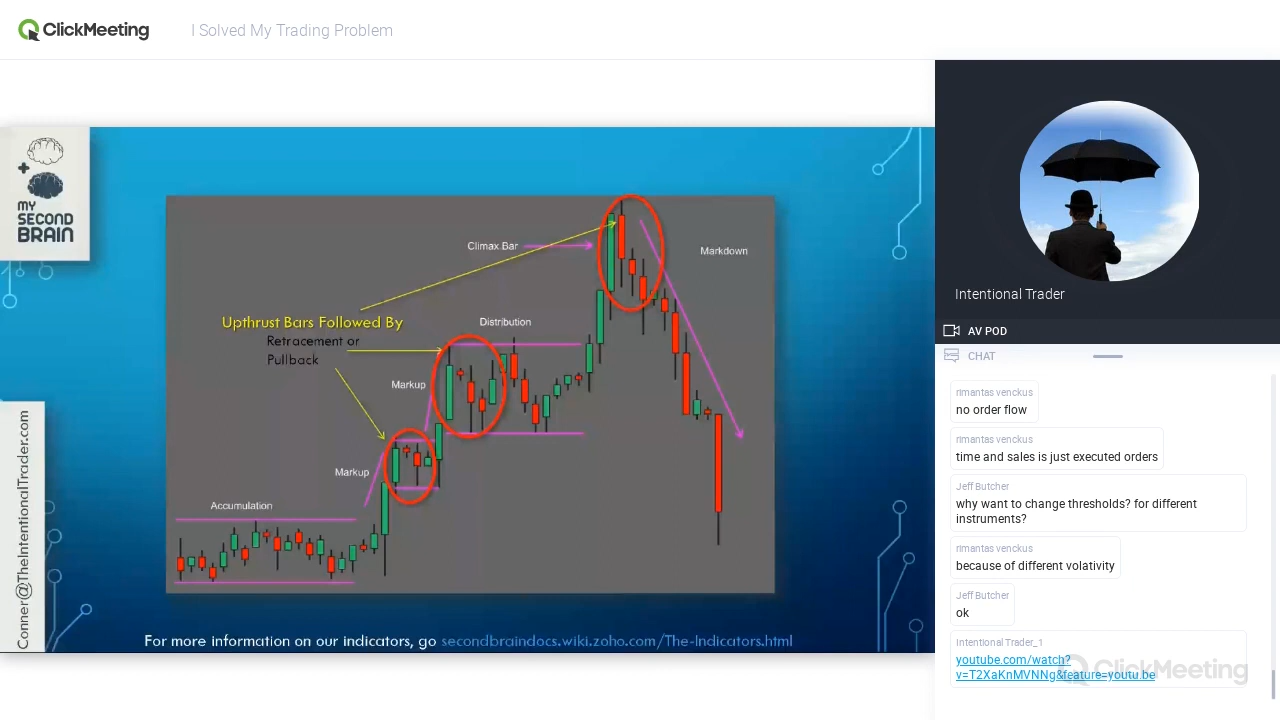 ClickMeeting
I Solved My Trading Problem
MY
SECOND
BRAIN
Conner@TheIntentionalTrader.com
Climax Bar
Markdown
Upthrust Bars Followed By
Retracement or
Pullback
Distribution
Markup
Markup
Accumulation
For more information on our indicators, go secondbraindocs.wiki.zoho.com/The-Indicators.html
Intentional Trader
AV POD
CHAT
rimantas venckus
no order flow
rimantas venckus
time and sales is just executed orders
Jeff Butcher
why want to change thresholds? for different
instruments?
rimantas venckus
because of different volativity
Jeff Butcher
ok
Intentional Trader_1
youtube.com/watch?
v=T2XaKnMVNNg&feature=youtu.be
ClickMeeting